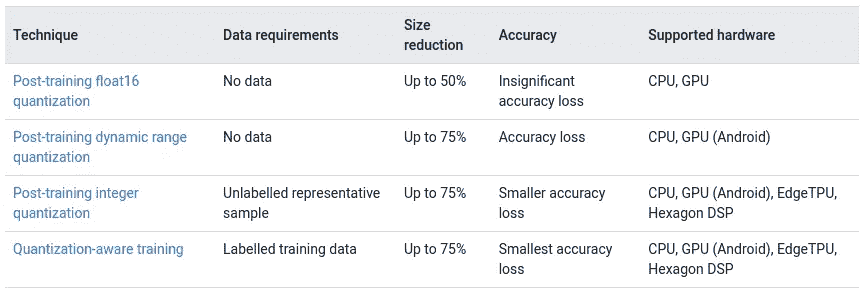 Technique Data requirements Size reduction Accuracy Supported hardware
Post-training float16 quantization No data Up to 50% Insignificant accuracy loss CPU, GPU
Post-training dynamic range quantization No data Up to 75% Accuracy loss CPU, GPU (Android)
Post-training integer quantization Unlabelled representative sample Up to 75% Smaller accuracy loss CPU, GPU (Android), EdgeTPU, Hexagon DSP
Quantization-aware training Labelled training data Up to 75% Smallest accuracy loss CPU, GPU (Android), EdgeTPU, Hexagon DSP